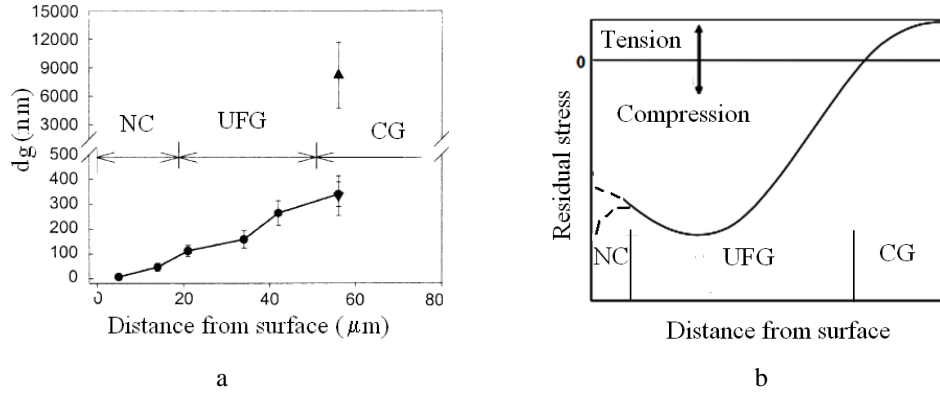 15000
12000
9000
6000
3000
500
400
300
200
100
0
dg (nm)
NC
UFG
CG
0
20
40
60
80
Distance from surface (μm)
a
0
Tension
Compression
Residual stress
NC
UFG
CG
Distance from surface
b